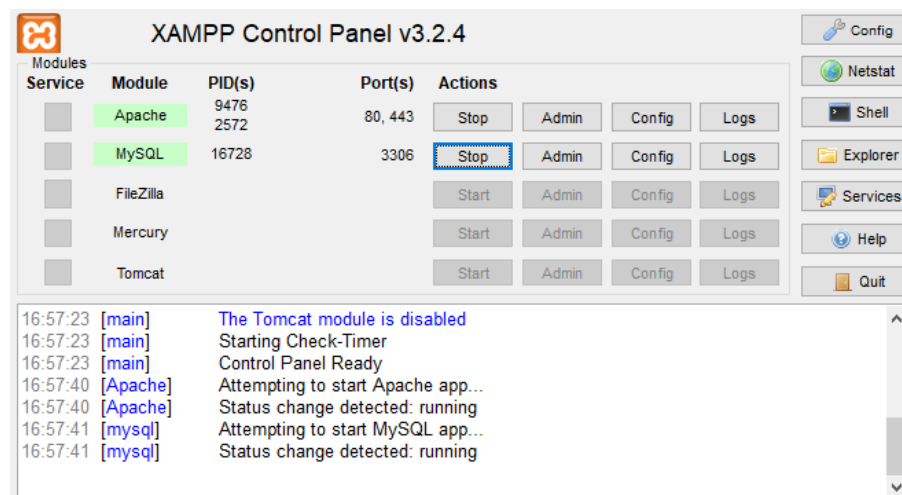 XAMPP Control Panel v3.2.4
Config
Modules
Netstat
Service Module PID(s) Port(s) Actions
Apache 9476 2572 80, 443 Stop Admin Config Logs
Shell
MySQL 16728 3306 Stop Admin Config Logs
Explorer
FileZilla Start Admin Config Logs
Services
Mercury Start Admin Config Logs
Help
Tomcat Start Admin Config Logs
Quit
16:57:23 [main] The Tomcat module is disabled
16:57:23 [main] Starting Check-Timer
16:57:23 [main] Control Panel Ready
16:57:40 [Apache] Attempting to start Apache app...
16:57:40 [Apache] Status change detected: running
16:57:41 [mysql] Attempting to start MySQL app...
16:57:41 [mysql] Status change detected: running